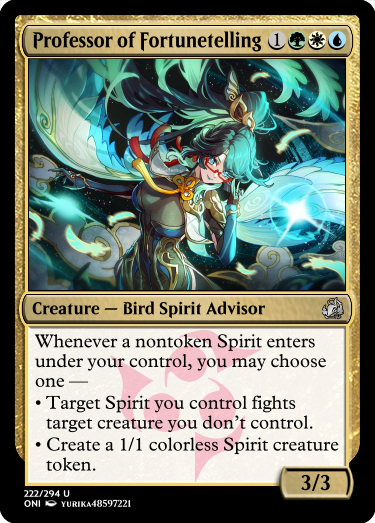 Professor of Fortunetelling 1
Creature — Bird Spirit Advisor
Whenever a nontoken Spirit enters
under your control, you may choose
one —
• Target Spirit you control fights
target creature you don't control.
• Create a 1/1 colorless Spirit creature
token.
3/3
222/294 U
ONI YURIKA48597221